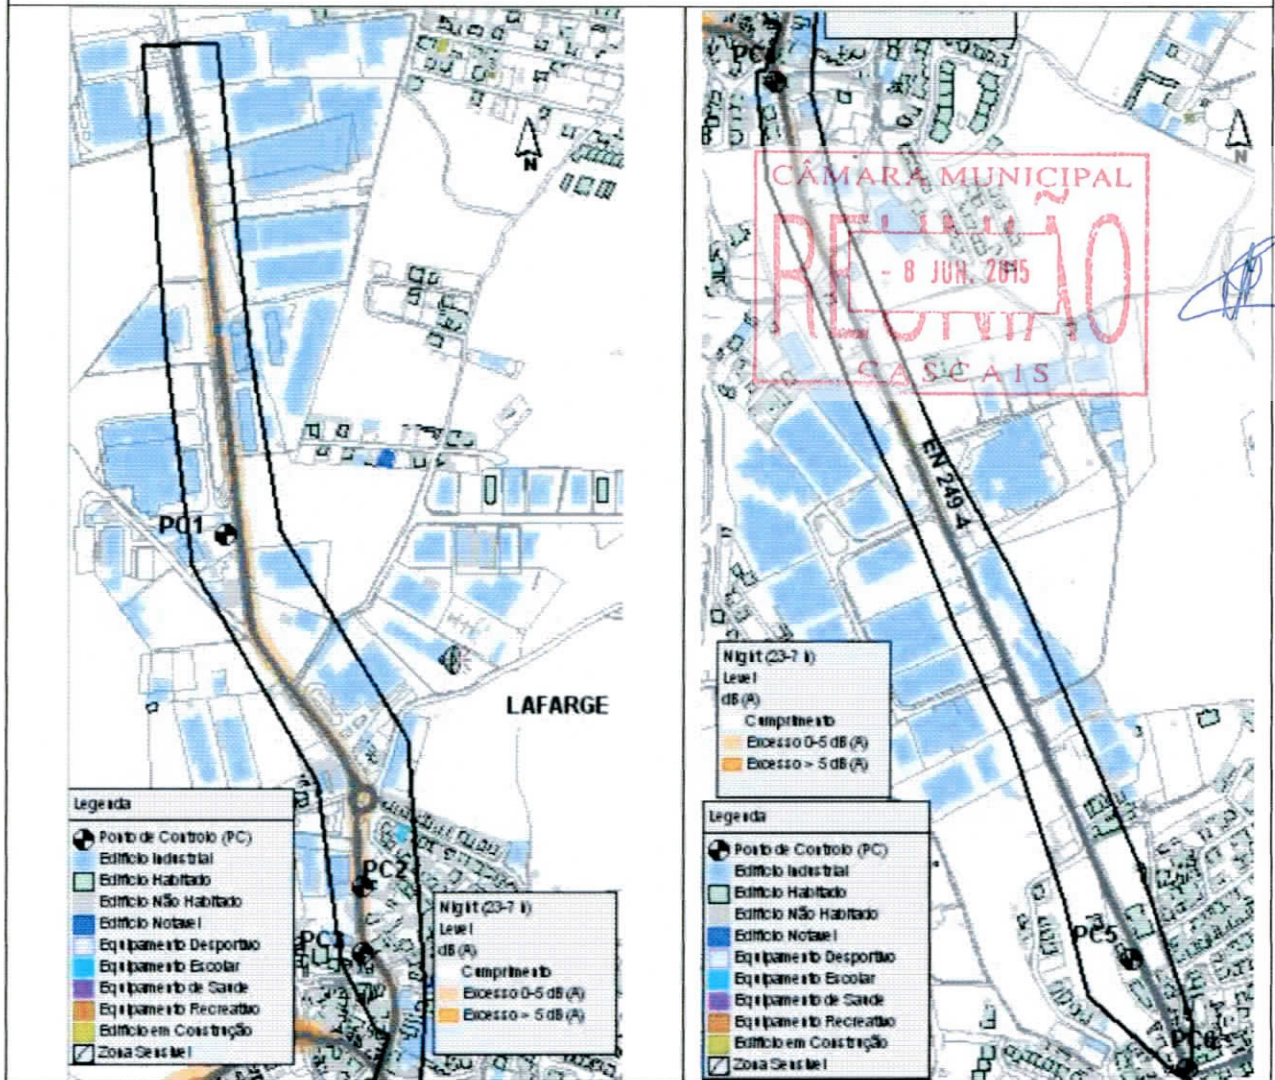 N
PC1
LAFARGE
PC2
PC3
Legenda
Ponto de Controlo (PC)
Edifício Industrial
Edifício Habitado
Edifício Não Habitado
Edifício Notável
Equipamento Desportivo
Equipamento Escolar
Equipamento de Saúde
Equipamento Recreativo
Edifício em Construção
Zona Sensível
Night (23-7 h)
Level
dB (A)
Cumprimento
Excesso 0-5 dB (A)
Excesso > 5 dB (A)
N
CÂMARA MUNICIPAL
REUNIÃO
- 8 JUN. 2015
CASCAIS
EN 249-4
Night (23-7 h)
Level
dB (A)
Cumprimento
Excesso 0-5 dB (A)
Excesso > 5 dB (A)
Legenda
Ponto de Controlo (PC)
Edifício Industrial
Edifício Habitado
Edifício Não Habitado
Edifício Notável
Equipamento Desportivo
Equipamento Escolar
Equipamento de Saúde
Equipamento Recreativo
Edifício em Construção
Zona Sensível
PC5
PC6